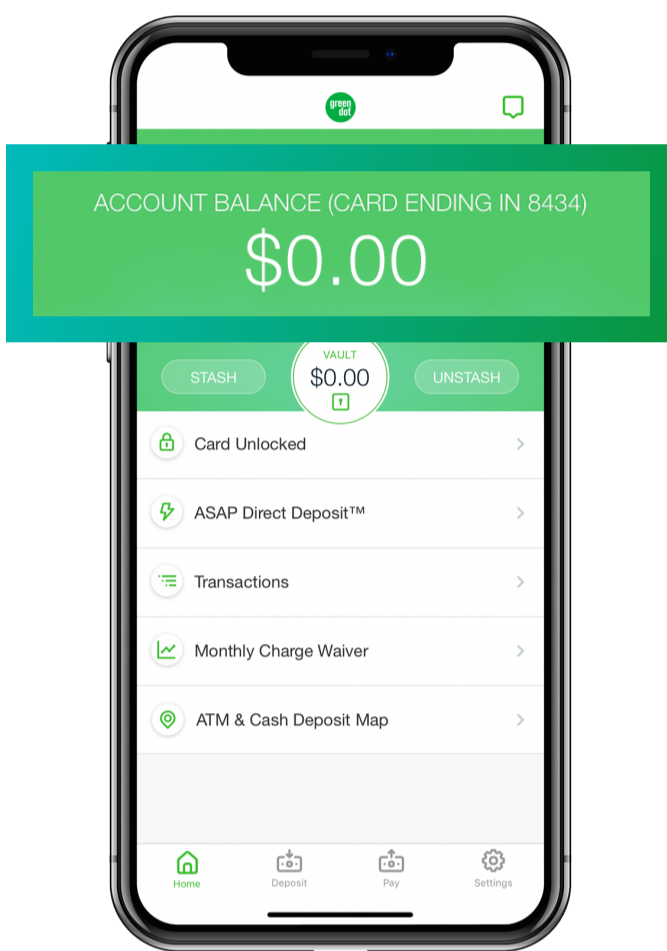 green
dot
ACCOUNT BALANCE (CARD ENDING IN 8434)
$0.00
VAULT
STASH
$0.00
UNSTASH
Card Unlocked
ASAP Direct Deposit™
Transactions
Monthly Charge Waiver
ATM & Cash Deposit Map
Home
Deposit
Pay
Settings